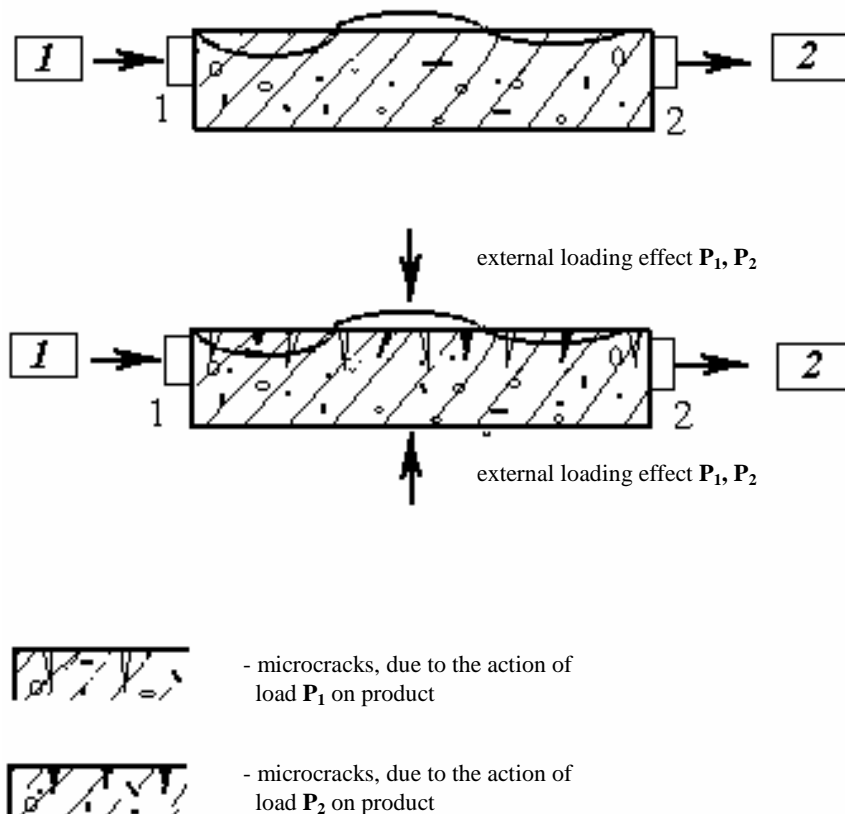 1
2
1
2
external loading effect P₁, P₂
1
2
1
2
external loading effect P₁, P₂
- microcracks, due to the action of
load P₁ on product
- microcracks, due to the action of
load P₂ on product